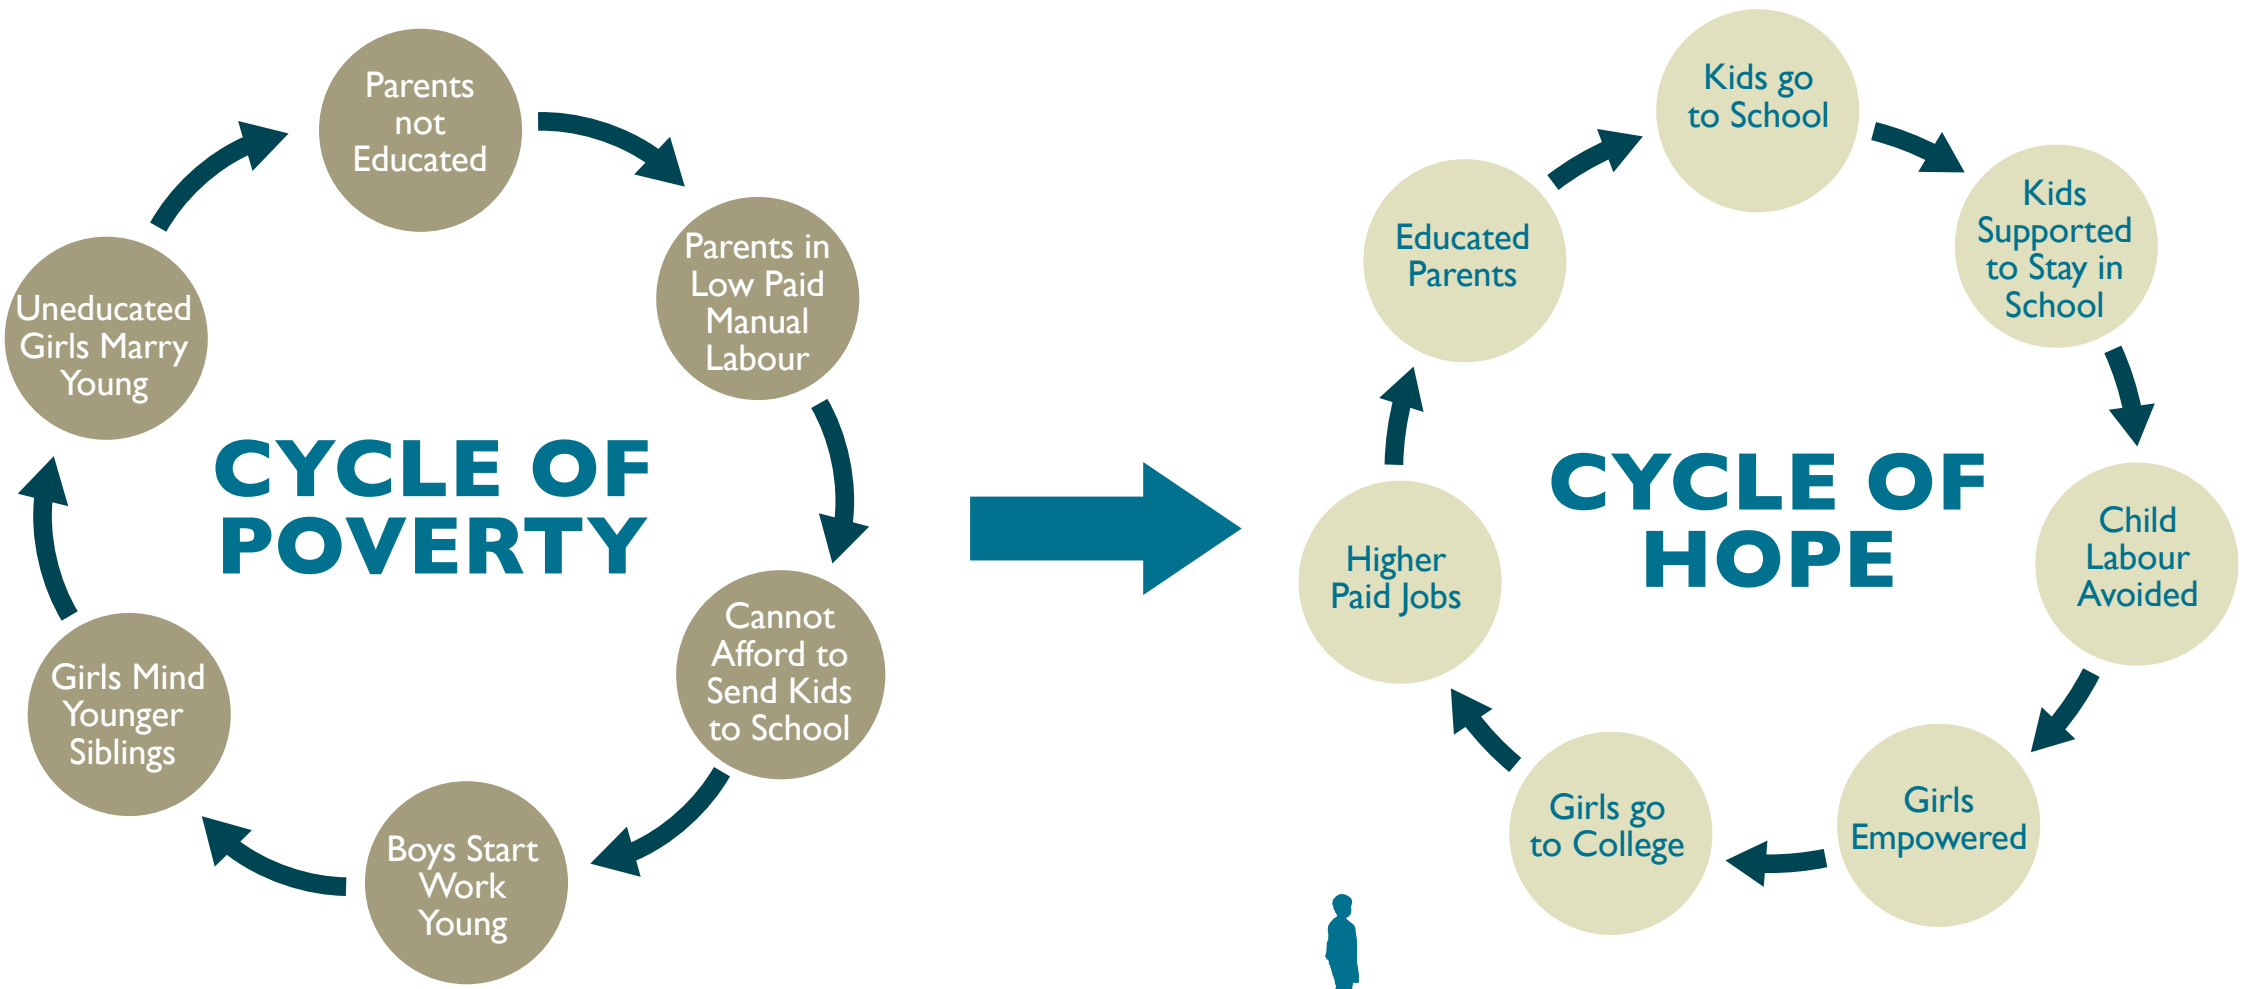 Parents
not
Educated
Parents in
Low Paid
Manual
Labour
Cannot
Afford to
Send Kids
to School
Boys Start
Work
Young
Girls Mind
Younger
Siblings
Uneducated
Girls Marry
Young
CYCLE OF
POVERTY
Kids go
to School
Kids
Supported
to Stay in
School
Child
Labour
Avoided
Girls
Empowered
Girls go
to College
Higher
Paid Jobs
Educated
Parents
CYCLE OF
HOPE